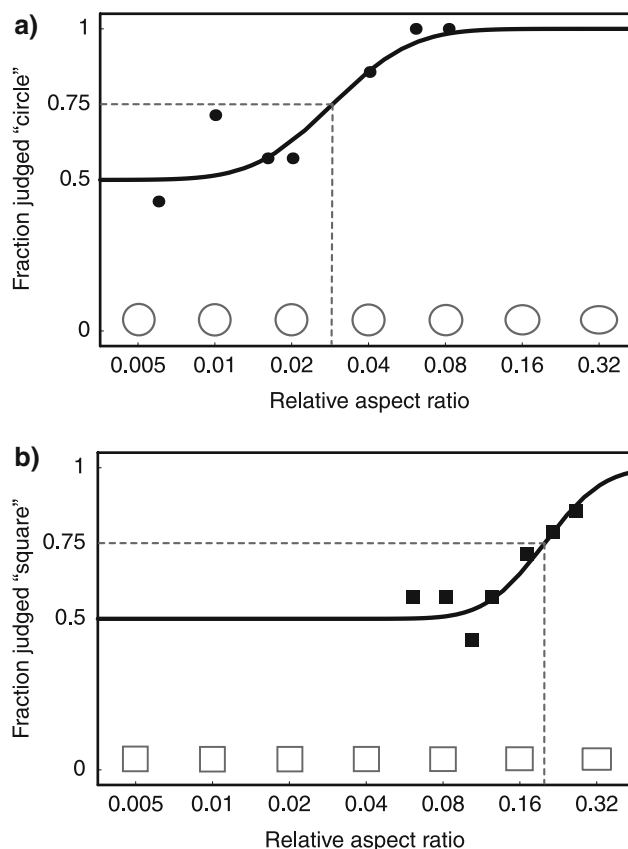 a)
1
0.75
0.5
0
Fraction judged “circle”
0.005 0.01 0.02 0.04 0.08 0.16 0.32
Relative aspect ratio
b)
1
0.75
0.5
0
Fraction judged “square”
0.005 0.01 0.02 0.04 0.08 0.16 0.32
Relative aspect ratio